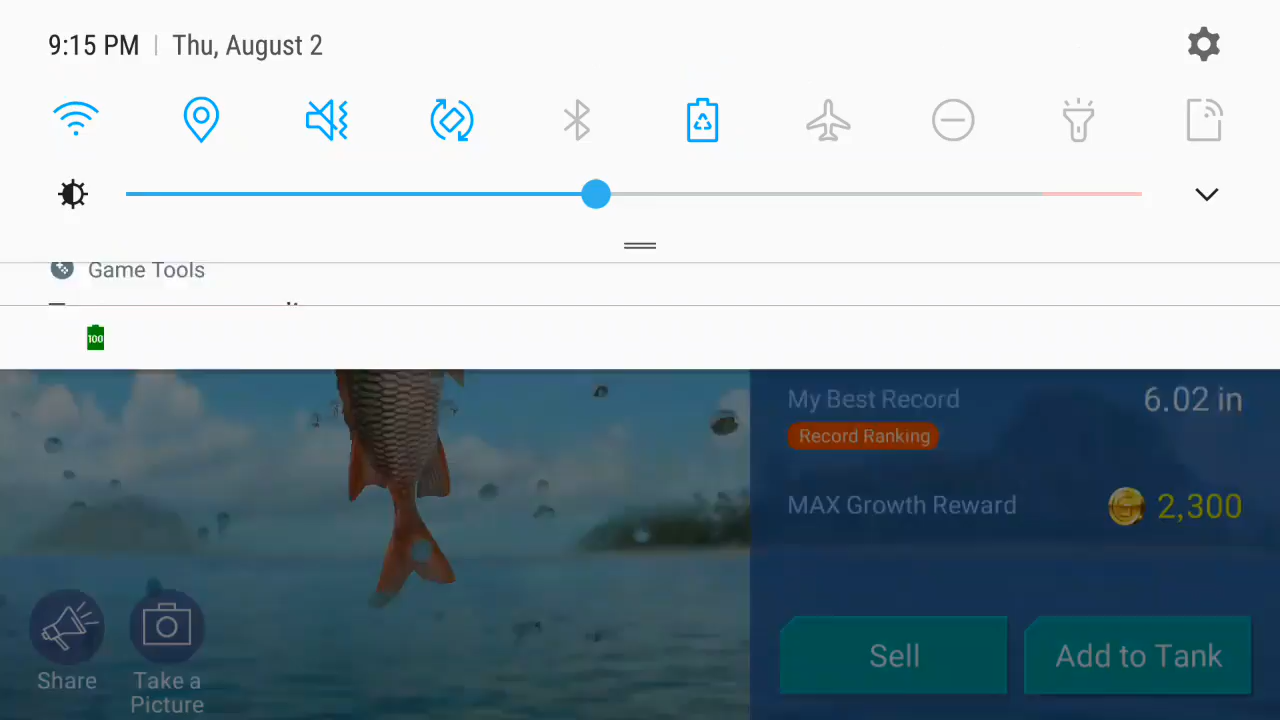 9:15 PM | Thu, August 2
Game Tools
100
My Best Record 6.02 in
Record Ranking
MAX Growth Reward 2,300
Share
Take a
Picture
Sell
Add to Tank